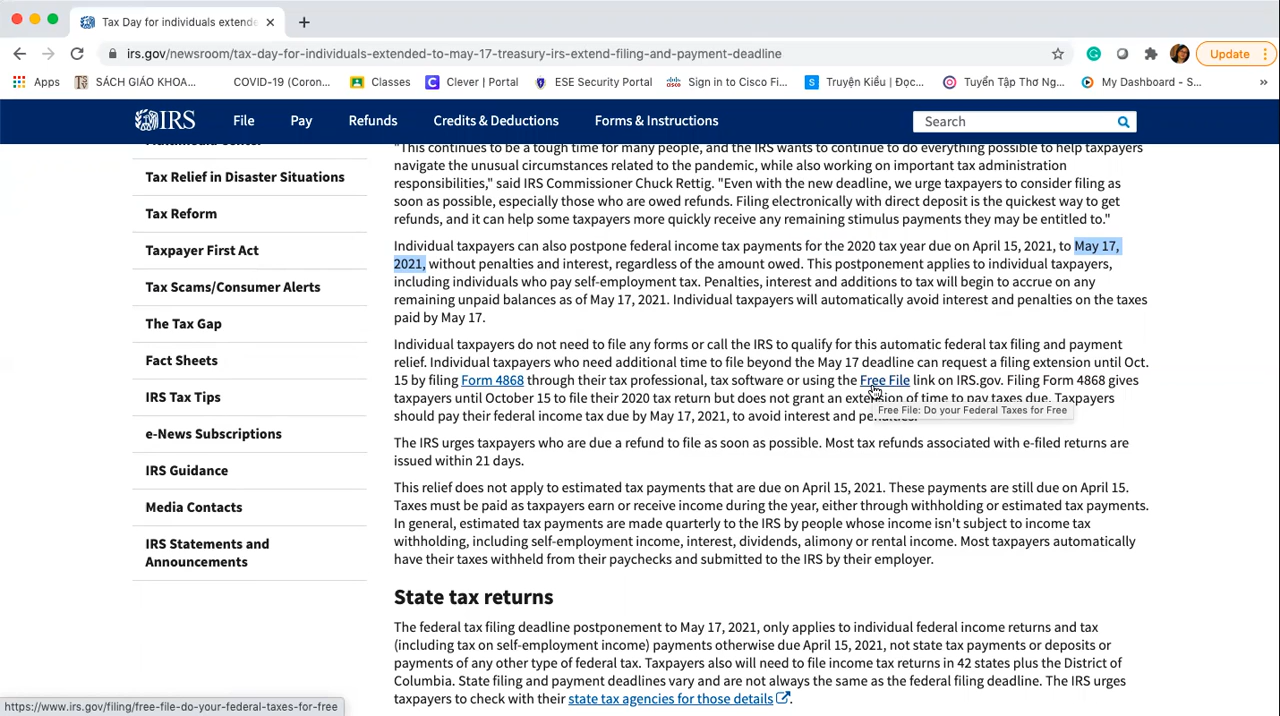 Tax Day for individuals extende
irs.gov/newsroom/tax-day-for-individuals-extended-to-may-17-treasury-irs-extend-filing-and-payment-deadline
Update
Apps
SÁCH GIÁO KHOA...
COVID-19 (Coron...
Classes
Clever | Portal
ESE Security Portal
Sign in to Cisco Fi...
Truyện Kiều | Đọc...
Tuyển Tập Thơ Ng...
My Dashboard - S...
»
IRS
File
Pay
Refunds
Credits & Deductions
Forms & Instructions
Search
Tax Relief in Disaster Situations
Tax Reform
Taxpayer First Act
Tax Scams/Consumer Alerts
The Tax Gap
Fact Sheets
IRS Tax Tips
e-News Subscriptions
IRS Guidance
Media Contacts
IRS Statements and
Announcements
"This continues to be a tough time for many people, and the IRS wants to continue to do everything possible to help taxpayers
navigate the unusual circumstances related to the pandemic, while also working on important tax administration
responsibilities," said IRS Commissioner Chuck Rettig. "Even with the new deadline, we urge taxpayers to consider filing as
soon as possible, especially those who are owed refunds. Filing electronically with direct deposit is the quickest way to get
refunds, and it can help some taxpayers more quickly receive any remaining stimulus payments they may be entitled to."
Individual taxpayers can also postpone federal income tax payments for the 2020 tax year due on April 15, 2021, to May 17,
2021, without penalties and interest, regardless of the amount owed. This postponement applies to individual taxpayers,
including individuals who pay self-employment tax. Penalties, interest and additions to tax will begin to accrue on any
remaining unpaid balances as of May 17, 2021. Individual taxpayers will automatically avoid interest and penalties on the taxes
paid by May 17.
Individual taxpayers do not need to file any forms or call the IRS to qualify for this automatic federal tax filing and payment
relief. Individual taxpayers who need additional time to file beyond the May 17 deadline can request a filing extension until Oct.
15 by filing Form 4868 through their tax professional, tax software or using the Free File link on IRS.gov. Filing Form 4868 gives
taxpayers until October 15 to file their 2020 tax return but does not grant an extension of time to pay taxes due. Taxpayers
Free File: Do your Federal Taxes for Free
should pay their federal income tax due by May 17, 2021, to avoid interest and penalties.
The IRS urges taxpayers who are due a refund to file as soon as possible. Most tax refunds associated with e-filed returns are
issued within 21 days.
This relief does not apply to estimated tax payments that are due on April 15, 2021. These payments are still due on April 15.
Taxes must be paid as taxpayers earn or receive income during the year, either through withholding or estimated tax payments.
In general, estimated tax payments are made quarterly to the IRS by people whose income isn't subject to income tax
withholding, including self-employment income, interest, dividends, alimony or rental income. Most taxpayers automatically
have their taxes withheld from their paychecks and submitted to the IRS by their employer.
State tax returns
The federal tax filing deadline postponement to May 17, 2021, only applies to individual federal income returns and tax
(including tax on self-employment income) payments otherwise due April 15, 2021, not state tax payments or deposits or
payments of any other type of federal tax. Taxpayers also will need to file income tax returns in 42 states plus the District of
Columbia. State filing and payment deadlines vary and are not always the same as the federal filing deadline. The IRS urges
taxpayers to check with their state tax agencies for those details.
https://www.irs.gov/filing/free-file-do-your-federal-taxes-for-free